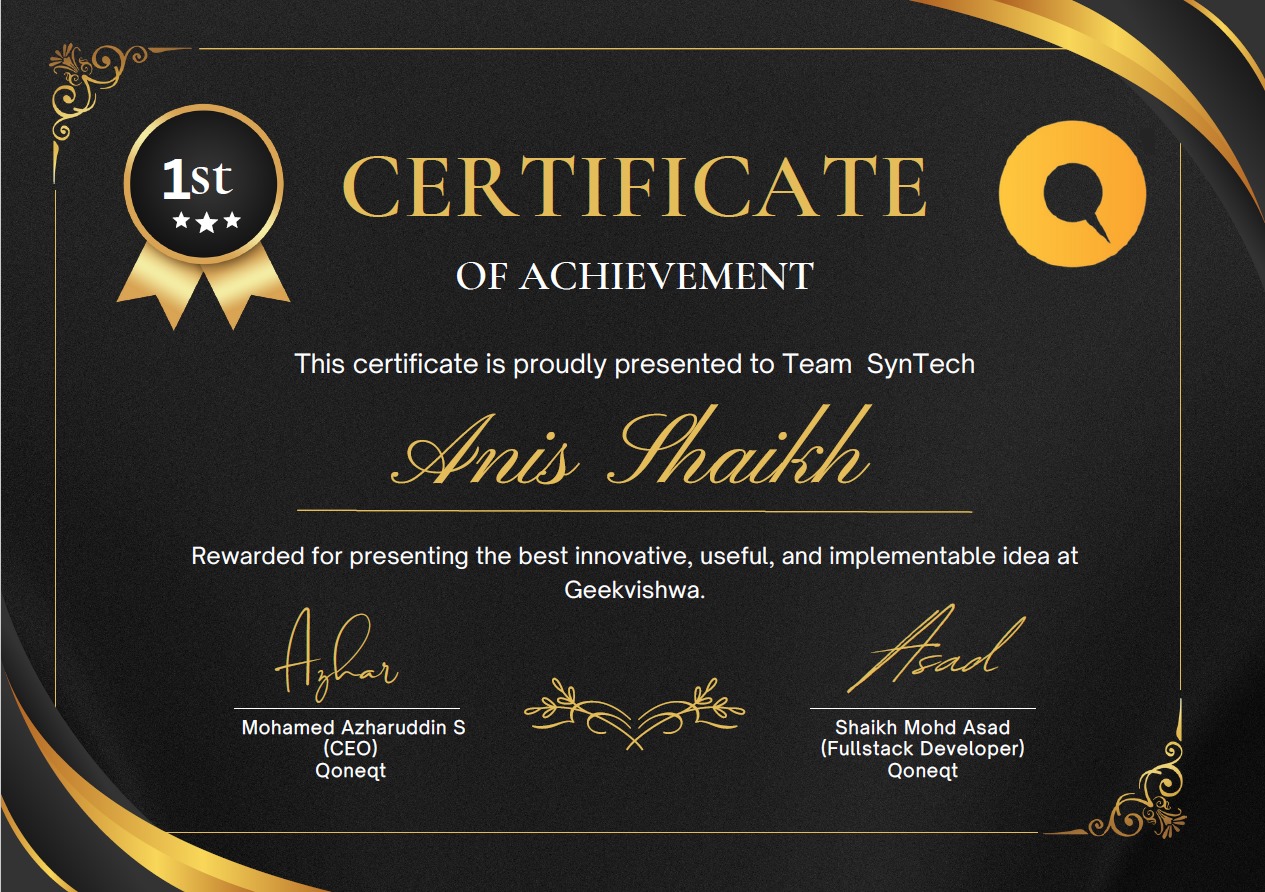 1st
CERTIFICATE
OF ACHIEVEMENT
This certificate is proudly presented to Team  SynTech
Anis Shaikh
Rewarded for presenting the best innovative, useful, and implementable idea at
Geekvishwa.
Azhar
Asad
Mohamed Azharuddin S
(CEO)
Qoneqt
Shaikh Mohd Asad
(Fullstack Developer)
Qoneqt